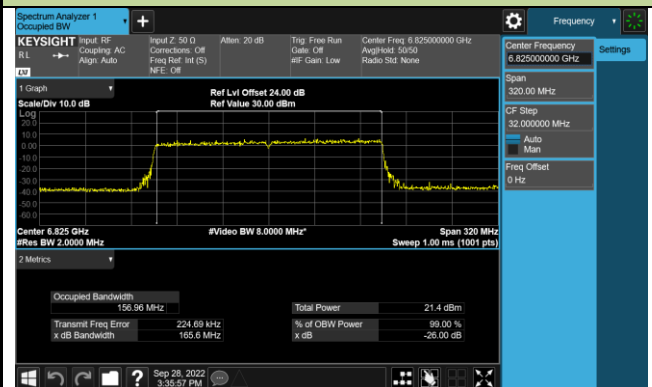 Spectrum Analyzer 1
Occupied BW
Frequency
KEYSIGHT
Input: RF
Coupling: AC
Align: Auto
Input Z: 50 Ω
Corrections: Off
Freq Ref: Int (S)
NFE: Off
Atten: 20 dB
Trig: Free Run
Gate: Off
#IF Gain: Low
Center Freq: 6.825000000 GHz
Avg|Hold: 50/50
Radio Std: None
RL
LXI
1 Graph
Scale/Div 10.0 dB
Ref Lvl Offset 24.00 dB
Ref Value 30.00 dBm
Log
20.0
10.0
0.00
-10.0
-20.0
-30.0
-40.0
-50.0
-60.0
Center 6.825 GHz
#Video BW 8.0000 MHz*
Span 320 MHz
#Res BW 2.0000 MHz
Sweep 1.00 ms (1001 pts)
2 Metrics
Occupied Bandwidth
156.96 MHz
Total Power 21.4 dBm
Transmit Freq Error 224.69 kHz
% of OBW Power 99.00 %
x dB Bandwidth 165.6 MHz
x dB -26.00 dB
Center Frequency
6.825000000 GHz
Settings
Span
320.00 MHz
CF Step
32.000000 MHz
Auto
Man
Freq Offset
0 Hz
Sep 28, 2022
3:35:57 PM